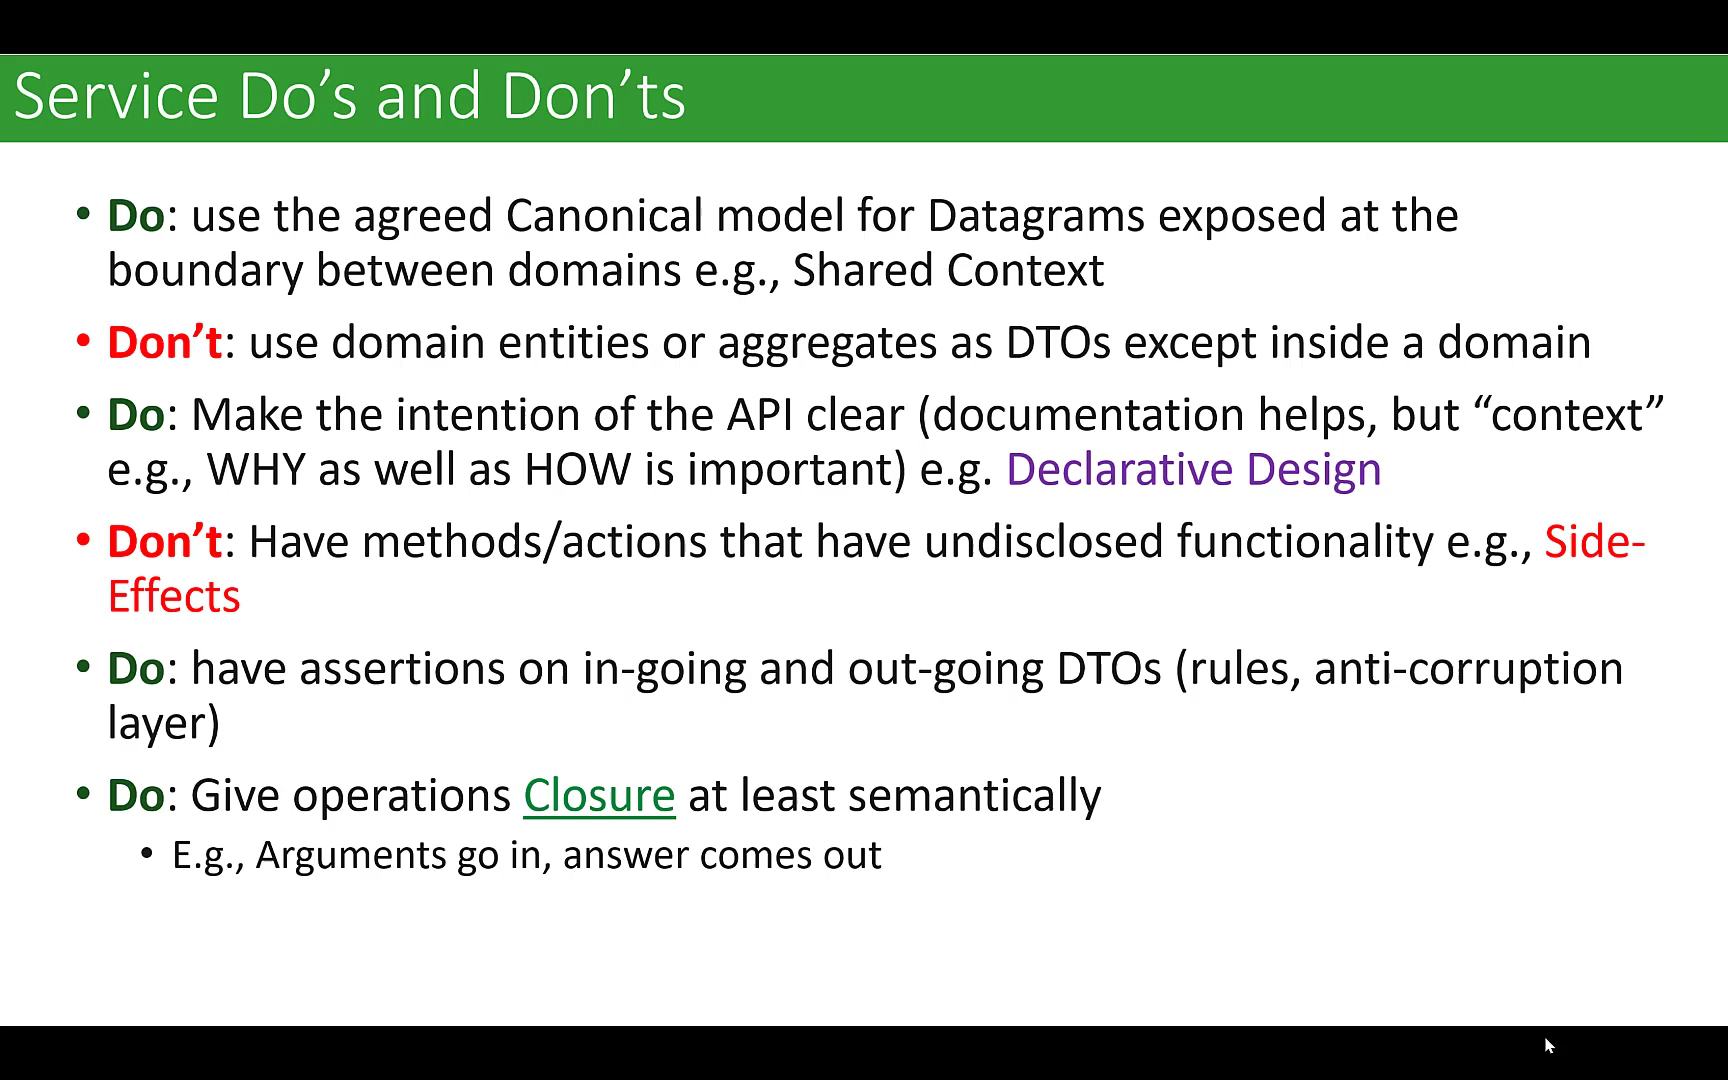 Service Do’s and Don’ts
• Do: use the agreed Canonical model for Datagrams exposed at the
boundary between domains e.g., Shared Context
• Don’t: use domain entities or aggregates as DTOs except inside a domain
• Do: Make the intention of the API clear (documentation helps, but “context”
e.g., WHY as well as HOW is important) e.g. Declarative Design
• Don’t: Have methods/actions that have undisclosed functionality e.g., Side-
Effects
• Do: have assertions on in-going and out-going DTOs (rules, anti-corruption
layer)
• Do: Give operations Closure at least semantically
• E.g., Arguments go in, answer comes out